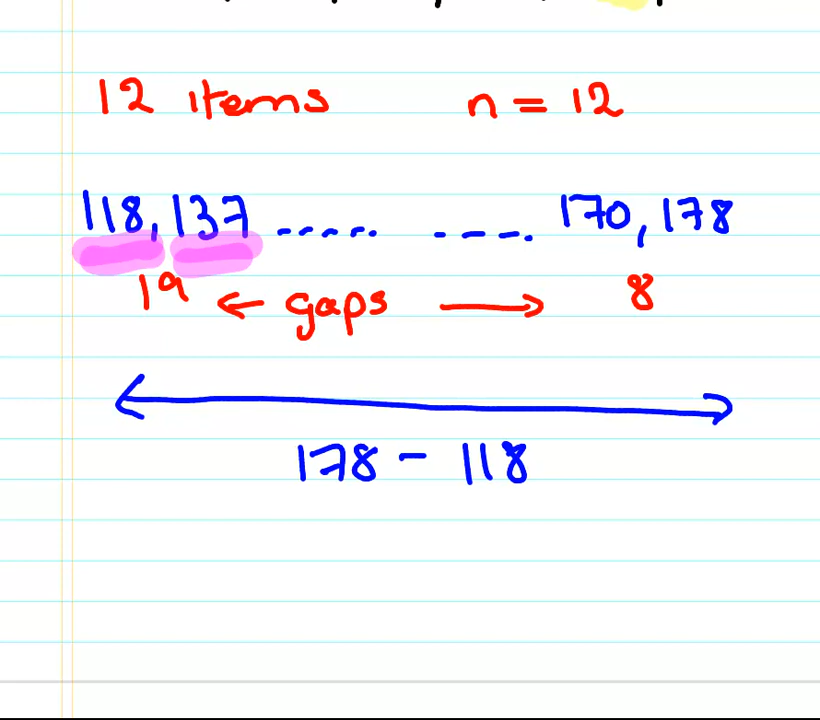 12 items n = 12
118, 137 ..... ----. 170, 178
19 ← gaps → 8
178 - 118